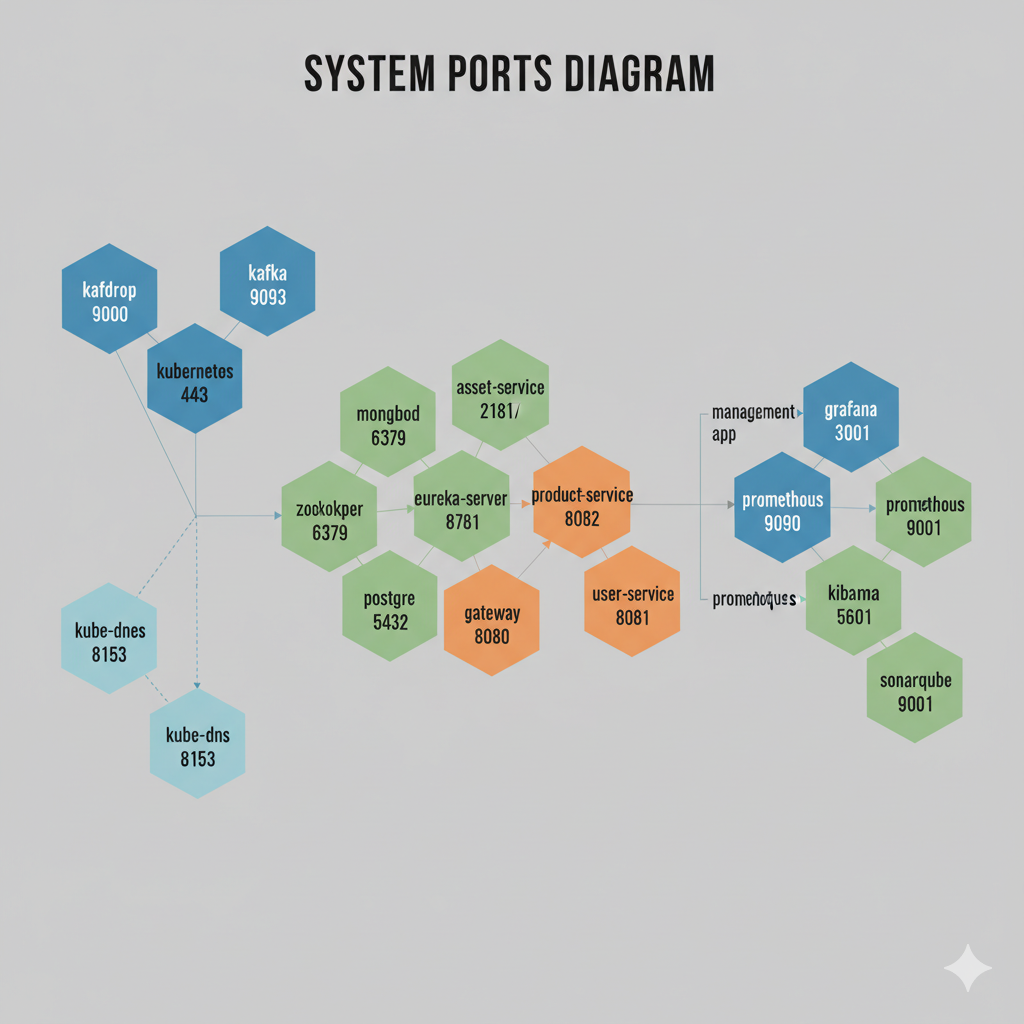 SYSTEM PORTS DIAGRAM
kafdrop
9000
kafka
9093
kubernetes
443
mongbod
6379
asset-service
2181/
zookokper
6379
eureka-server
8781
product-service
8082
postgre
5432
gateway
8080
user-service
8081
kube-dnes
8153
kube-dns
8153
management
app
grafana
3001
promethous
9090
promethous
9001
kibama
5601
sonarqube
9001